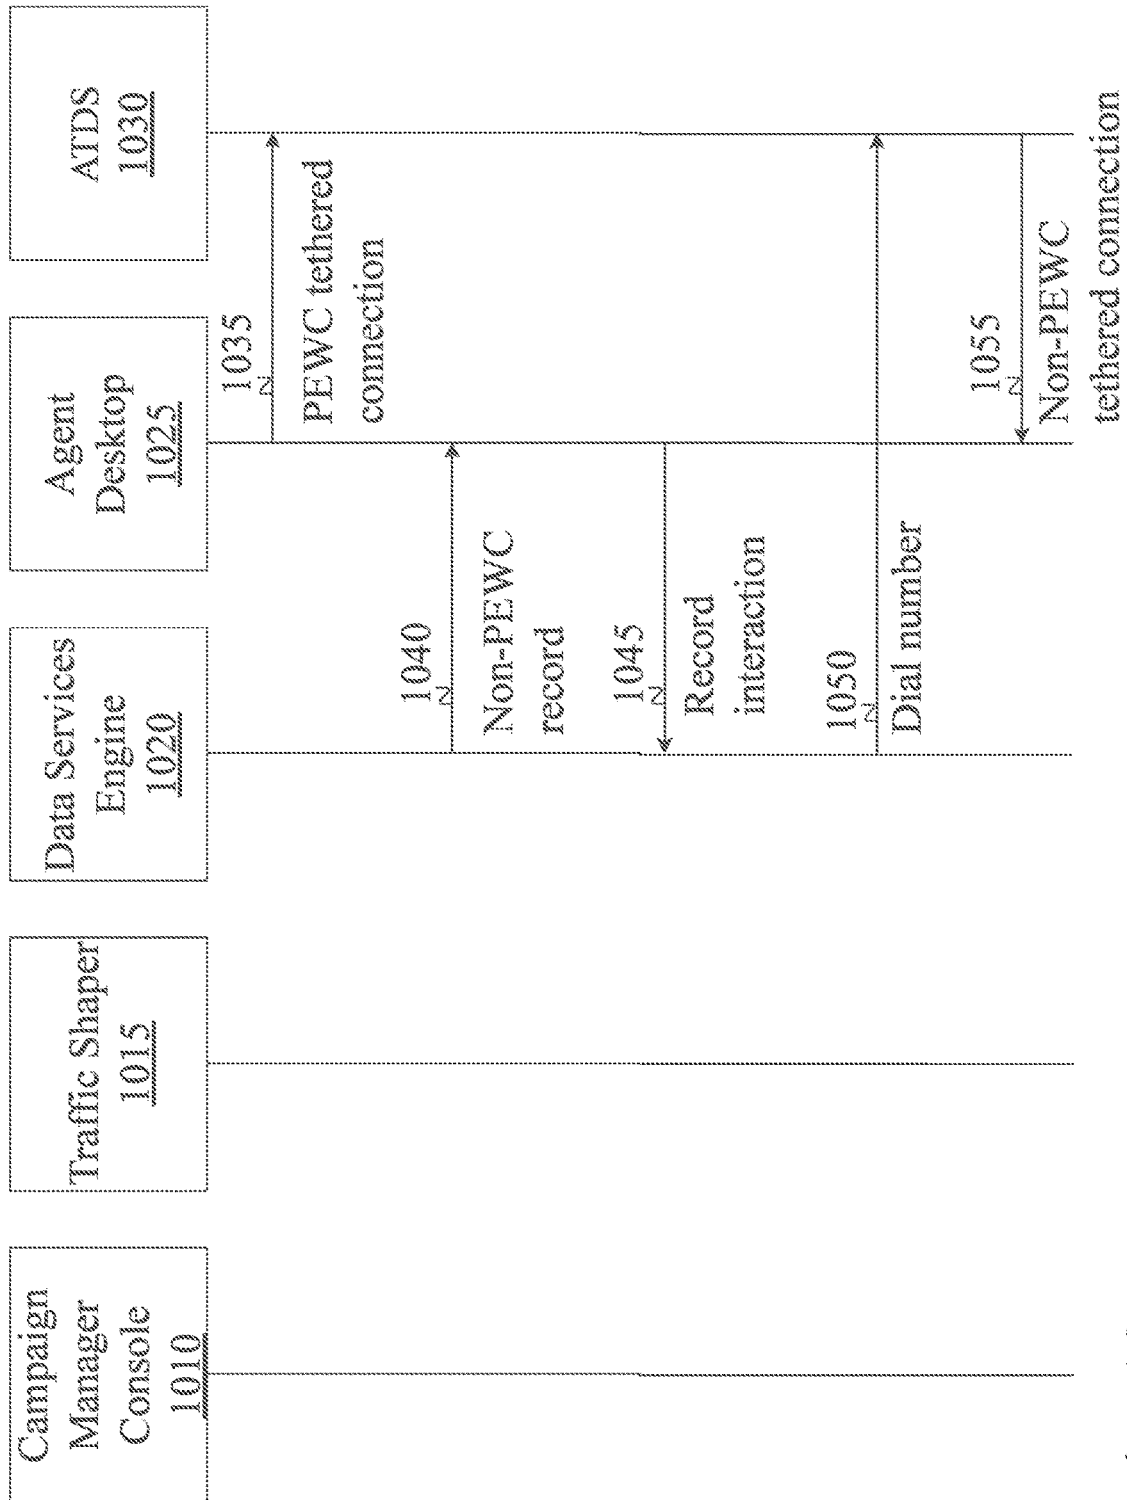 Campaign
Manager
Console
1010
Traffic Shaper
1015
Data Services
Engine
1020
Agent
Desktop
1025
ATDS
1030
1035
PEWC tethered
connection
1040
Non-PEWC
record
1045
Record
interaction
1050
Dial number
1055
Non-PEWC
tethered connection